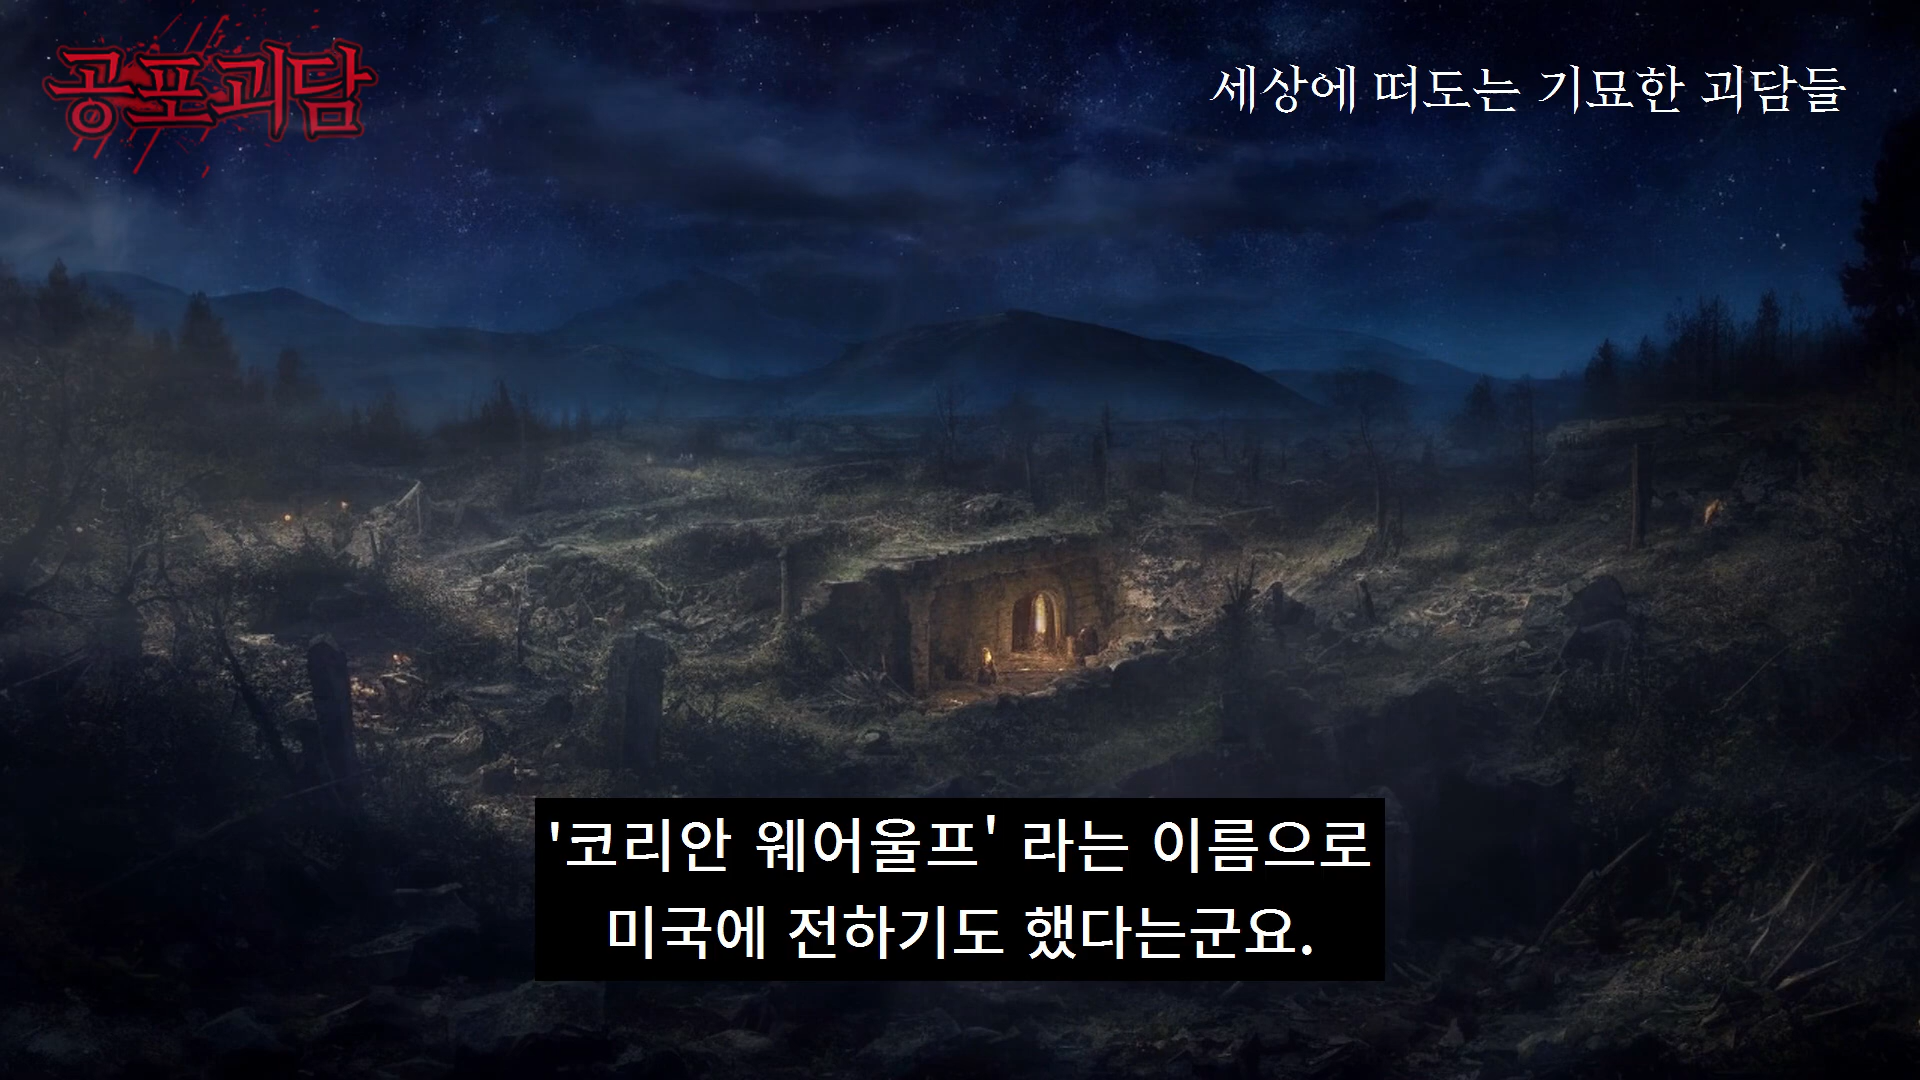 공포괴담
세상에 떠도는 기묘한 괴담들
'코리안 웨어울프' 라는 이름으로
미국에 전하기도 했다는군요.